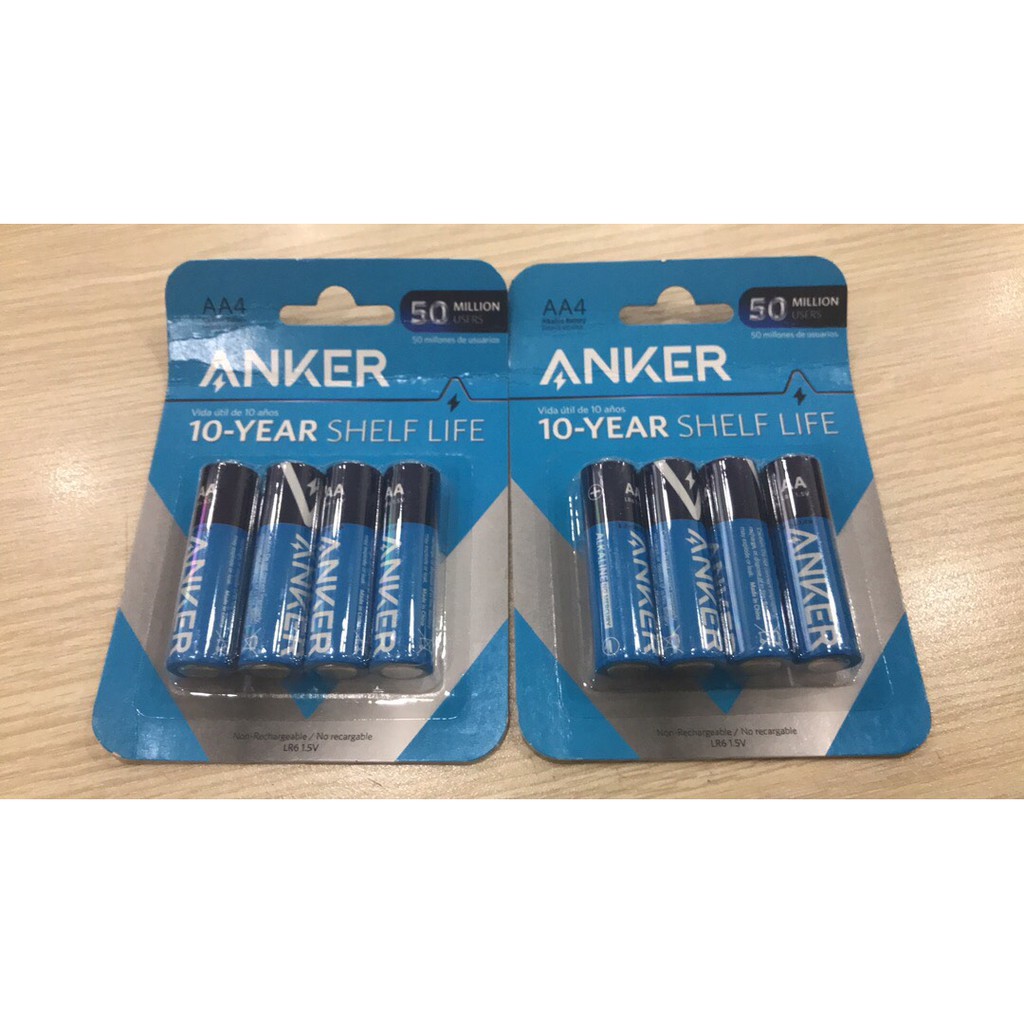 AA4
50 MILLION
USERS
50 millones de usuarios
ANKER
Vida útil de 10 años
10-YEAR SHELF LIFE
AA
ANKER
ANKER
AA
ANKER
AA
ANKER
Non-Rechargeable / No recargable
LR6 1.5V
AA4
50 MILLION
USERS
50 millones de usuarios
ANKER
Vida útil de 10 años
10-YEAR SHELF LIFE
AA
ALKALINE
ANKER
AA
1.5V
ANKER
Non-Rechargeable / No recargable
LR6 1.5V